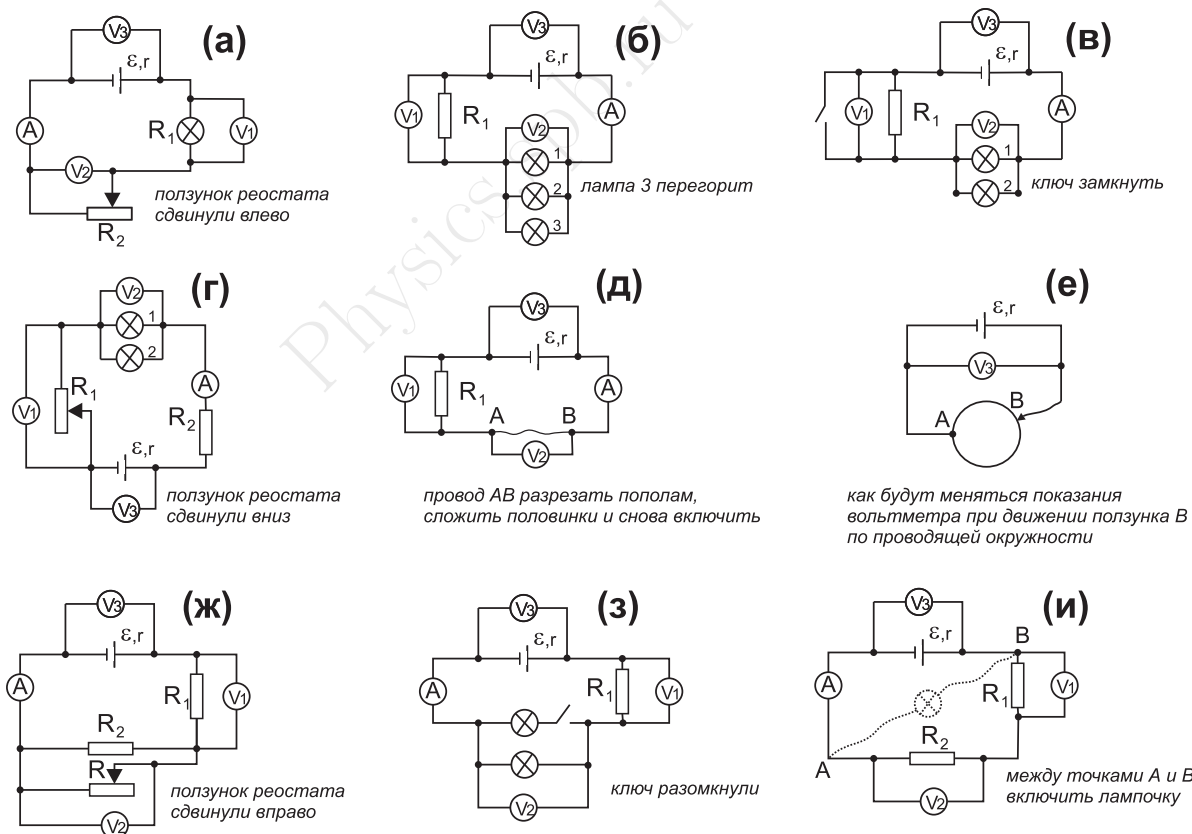 (а)
V3
ε,r
A
R1
V1
V2
R2
ползунок реостата
сдвинули влево
(б)
V3
ε,r
V1
R1
A
V2
1
2
3
лампа 3 перегорит
(в)
V3
ε,r
V1
R1
A
V2
1
2
ключ замкнуть
(г)
V2
1
2
R1
V1
A
R2
ε,r
V3
ползунок реостата
сдвинули вниз
(д)
V3
ε,r
V1
R1
A
A
B
V2
провод АВ разрезать пополам,
сложить половинки и снова включить
(е)
ε,r
V3
A
B
как будут меняться показания
вольтметра при движении ползунка В
по проводящей окружности
(ж)
V3
ε,r
A
R1
V1
R2
R
V2
ползунок реостата
сдвинули вправо
(з)
V3
ε,r
A
R1
V1
V2
ключ разомкнули
(и)
V3
ε,r
B
A
R1
V1
R2
A
V2
между точками А и В
включить лампочку
Physics.spb.ru